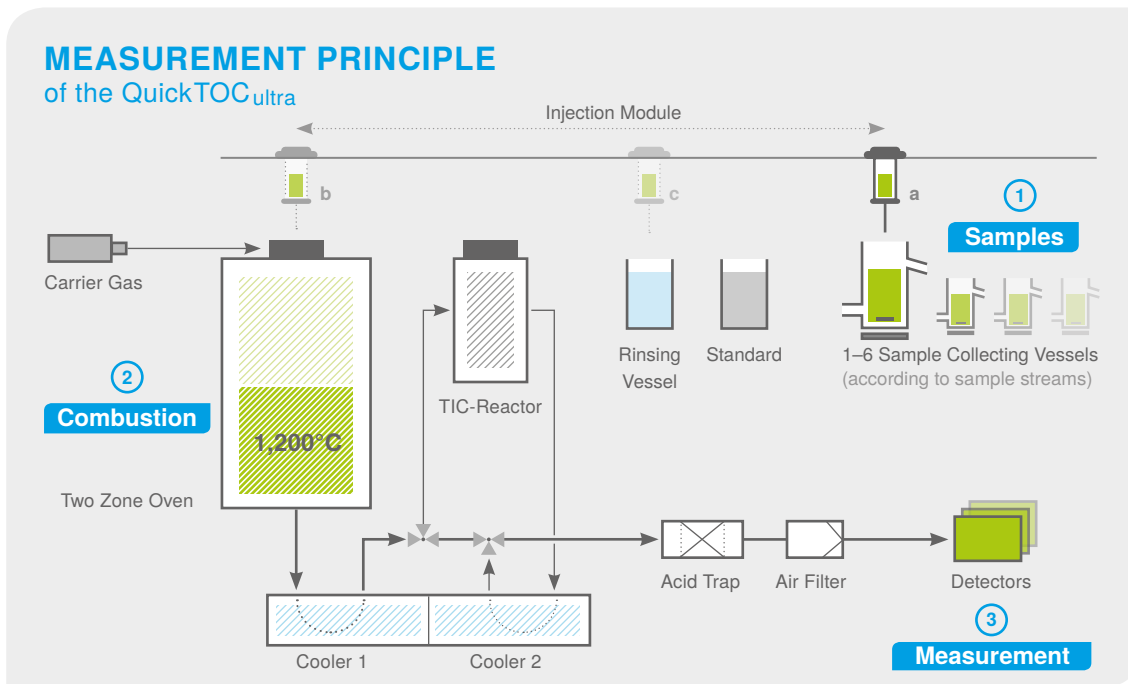 MEASUREMENT PRINCIPLE
of the QuickTOCultra
Injection Module
b
c
a
1
Samples
Carrier Gas
Rinsing
Vessel
Standard
1–6 Sample Collecting Vessels
(according to sample streams)
2
Combustion
1,200°C
TIC-Reactor
Two Zone Oven
Acid Trap
Air Filter
Detectors
Cooler 1
Cooler 2
3
Measurement